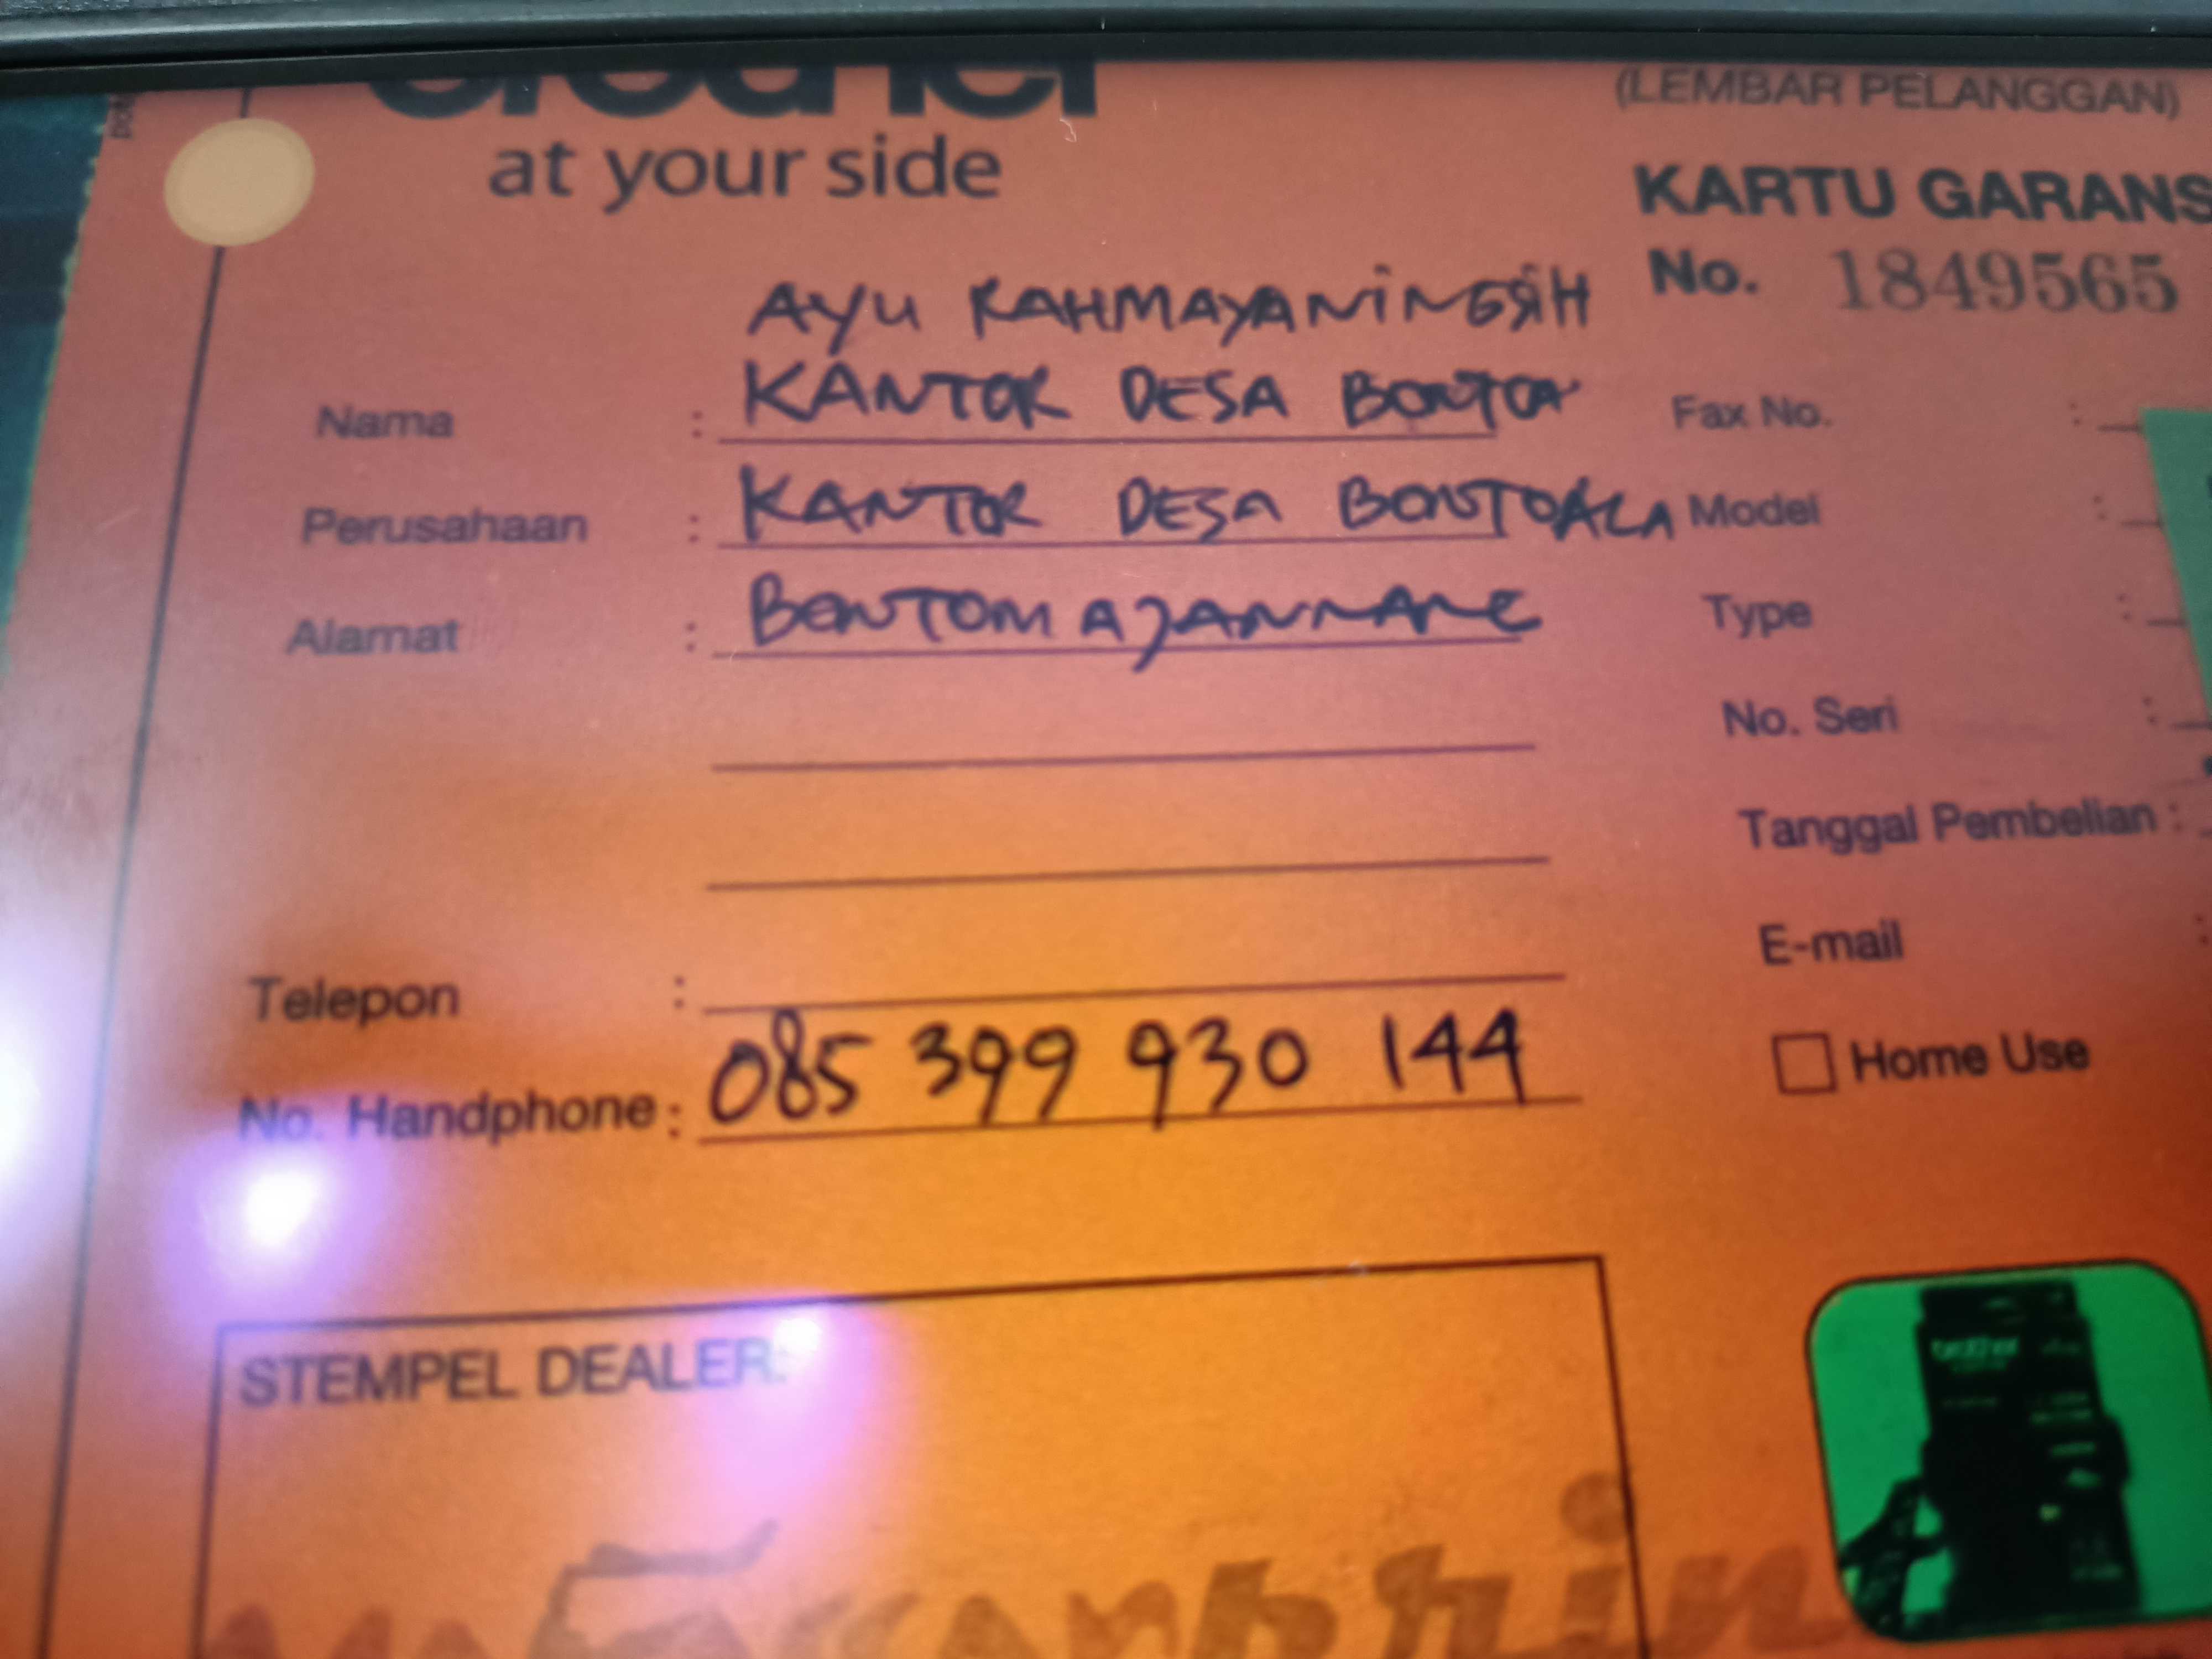 at your side
(LEMBAR PELANGGAN)
KARTU GARANS
No. 1849565
AYU RAHMAYANINGSIH
Nama : KANTOR DESA BONTOA
Perusahaan : KANTOR DESA BONTOALA
Alamat : BONTOMAJANNANG
Telepon :
No. Handphone : 085 399 930 144
Fax No. :
Model :
Type :
No. Seri :
Tanggal Pembelian :
E-mail :
Home Use
STEMPEL DEALER:
brother